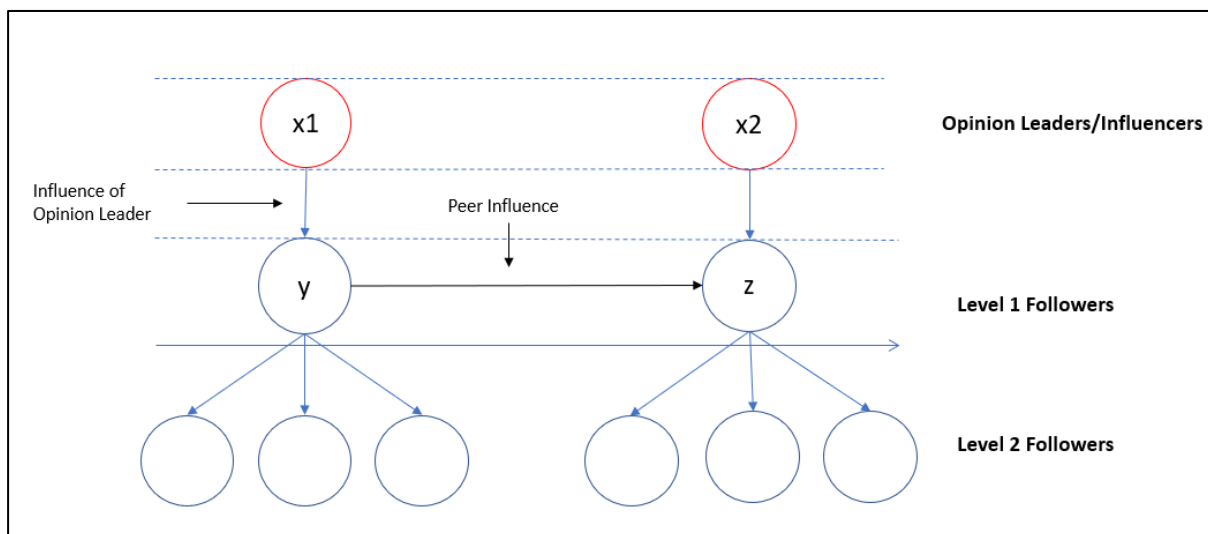 x1
x2
Opinion Leaders/Influencers
Influence of
Opinion Leader
Peer Influence
y
z
Level 1 Followers
Level 2 Followers